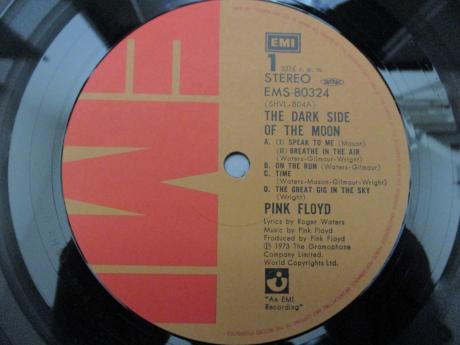 EMI
EMI
1
33⅓ r. p. m.
STEREO
EMS-80324
(SHVL-804A)
THE DARK SIDE
OF THE MOON
A. (I) SPEAK TO ME (Mason)
(II) BREATHE IN THE AIR
(Waters-Gilmour-Wright)
B. ON THE RUN (Waters-Gilmour)
C. TIME
(Waters-Mason-Gilmour-Wright)
D. THE GREAT GIG IN THE SKY
(Wright)
PINK FLOYD
Lyrics by Roger Waters
Music by Pink Floyd
Produced by Pink Floyd
Ⓟ 1973 The Gramophone
Company Limited.
World Copyrights Ltd.
"An EMI
Recording"